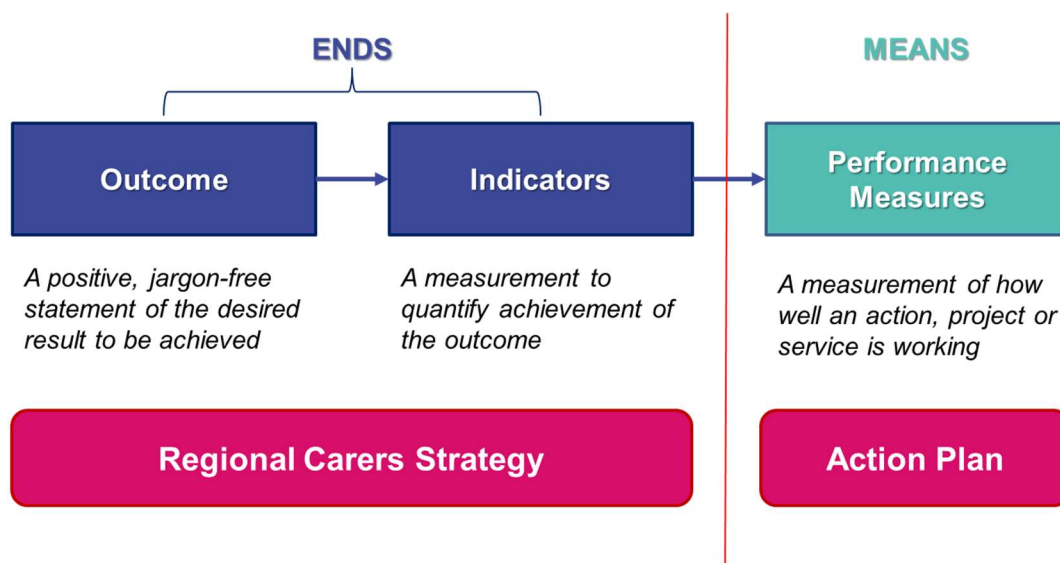 ENDS
MEANS
Outcome
Indicators
Performance
Measures
A positive, jargon-free
statement of the desired
result to be achieved
A measurement to
quantify achievement of
the outcome
A measurement of how
well an action, project or
service is working
Regional Carers Strategy
Action Plan